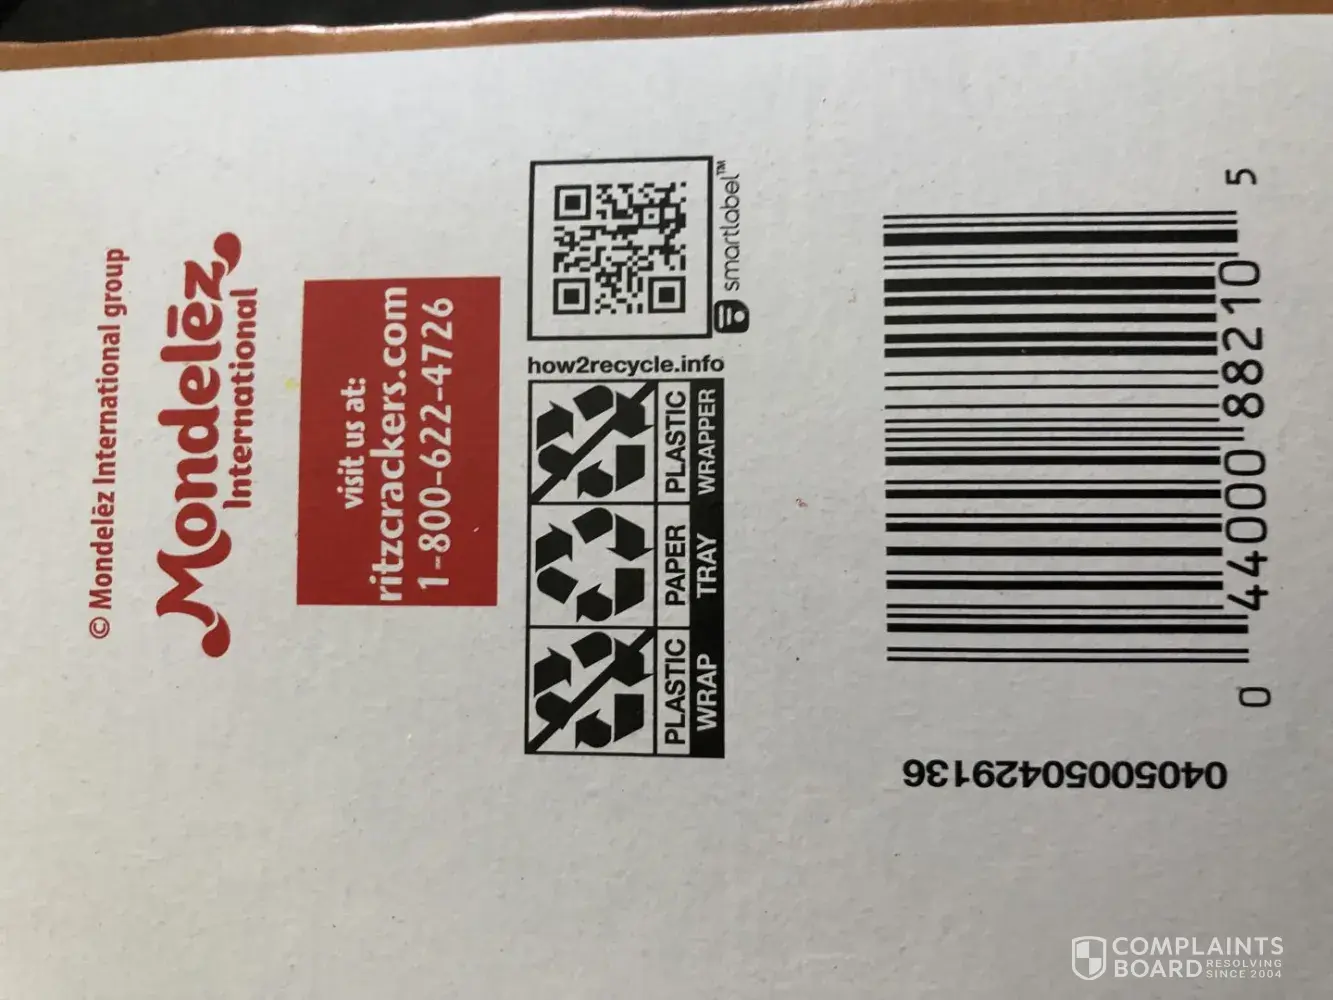 © Mondelēz International group
Mondelēz
International
visit us at:
ritzcrackers.com
1-800-622-4726
how2recycle.info
smartlabel™
PLASTIC
WRAP
PAPER
TRAY
PLASTIC
WRAPPER
0 44000 88210 5
04050050429136
COMPLAINTS
BOARD RESOLVING
SINCE 2004